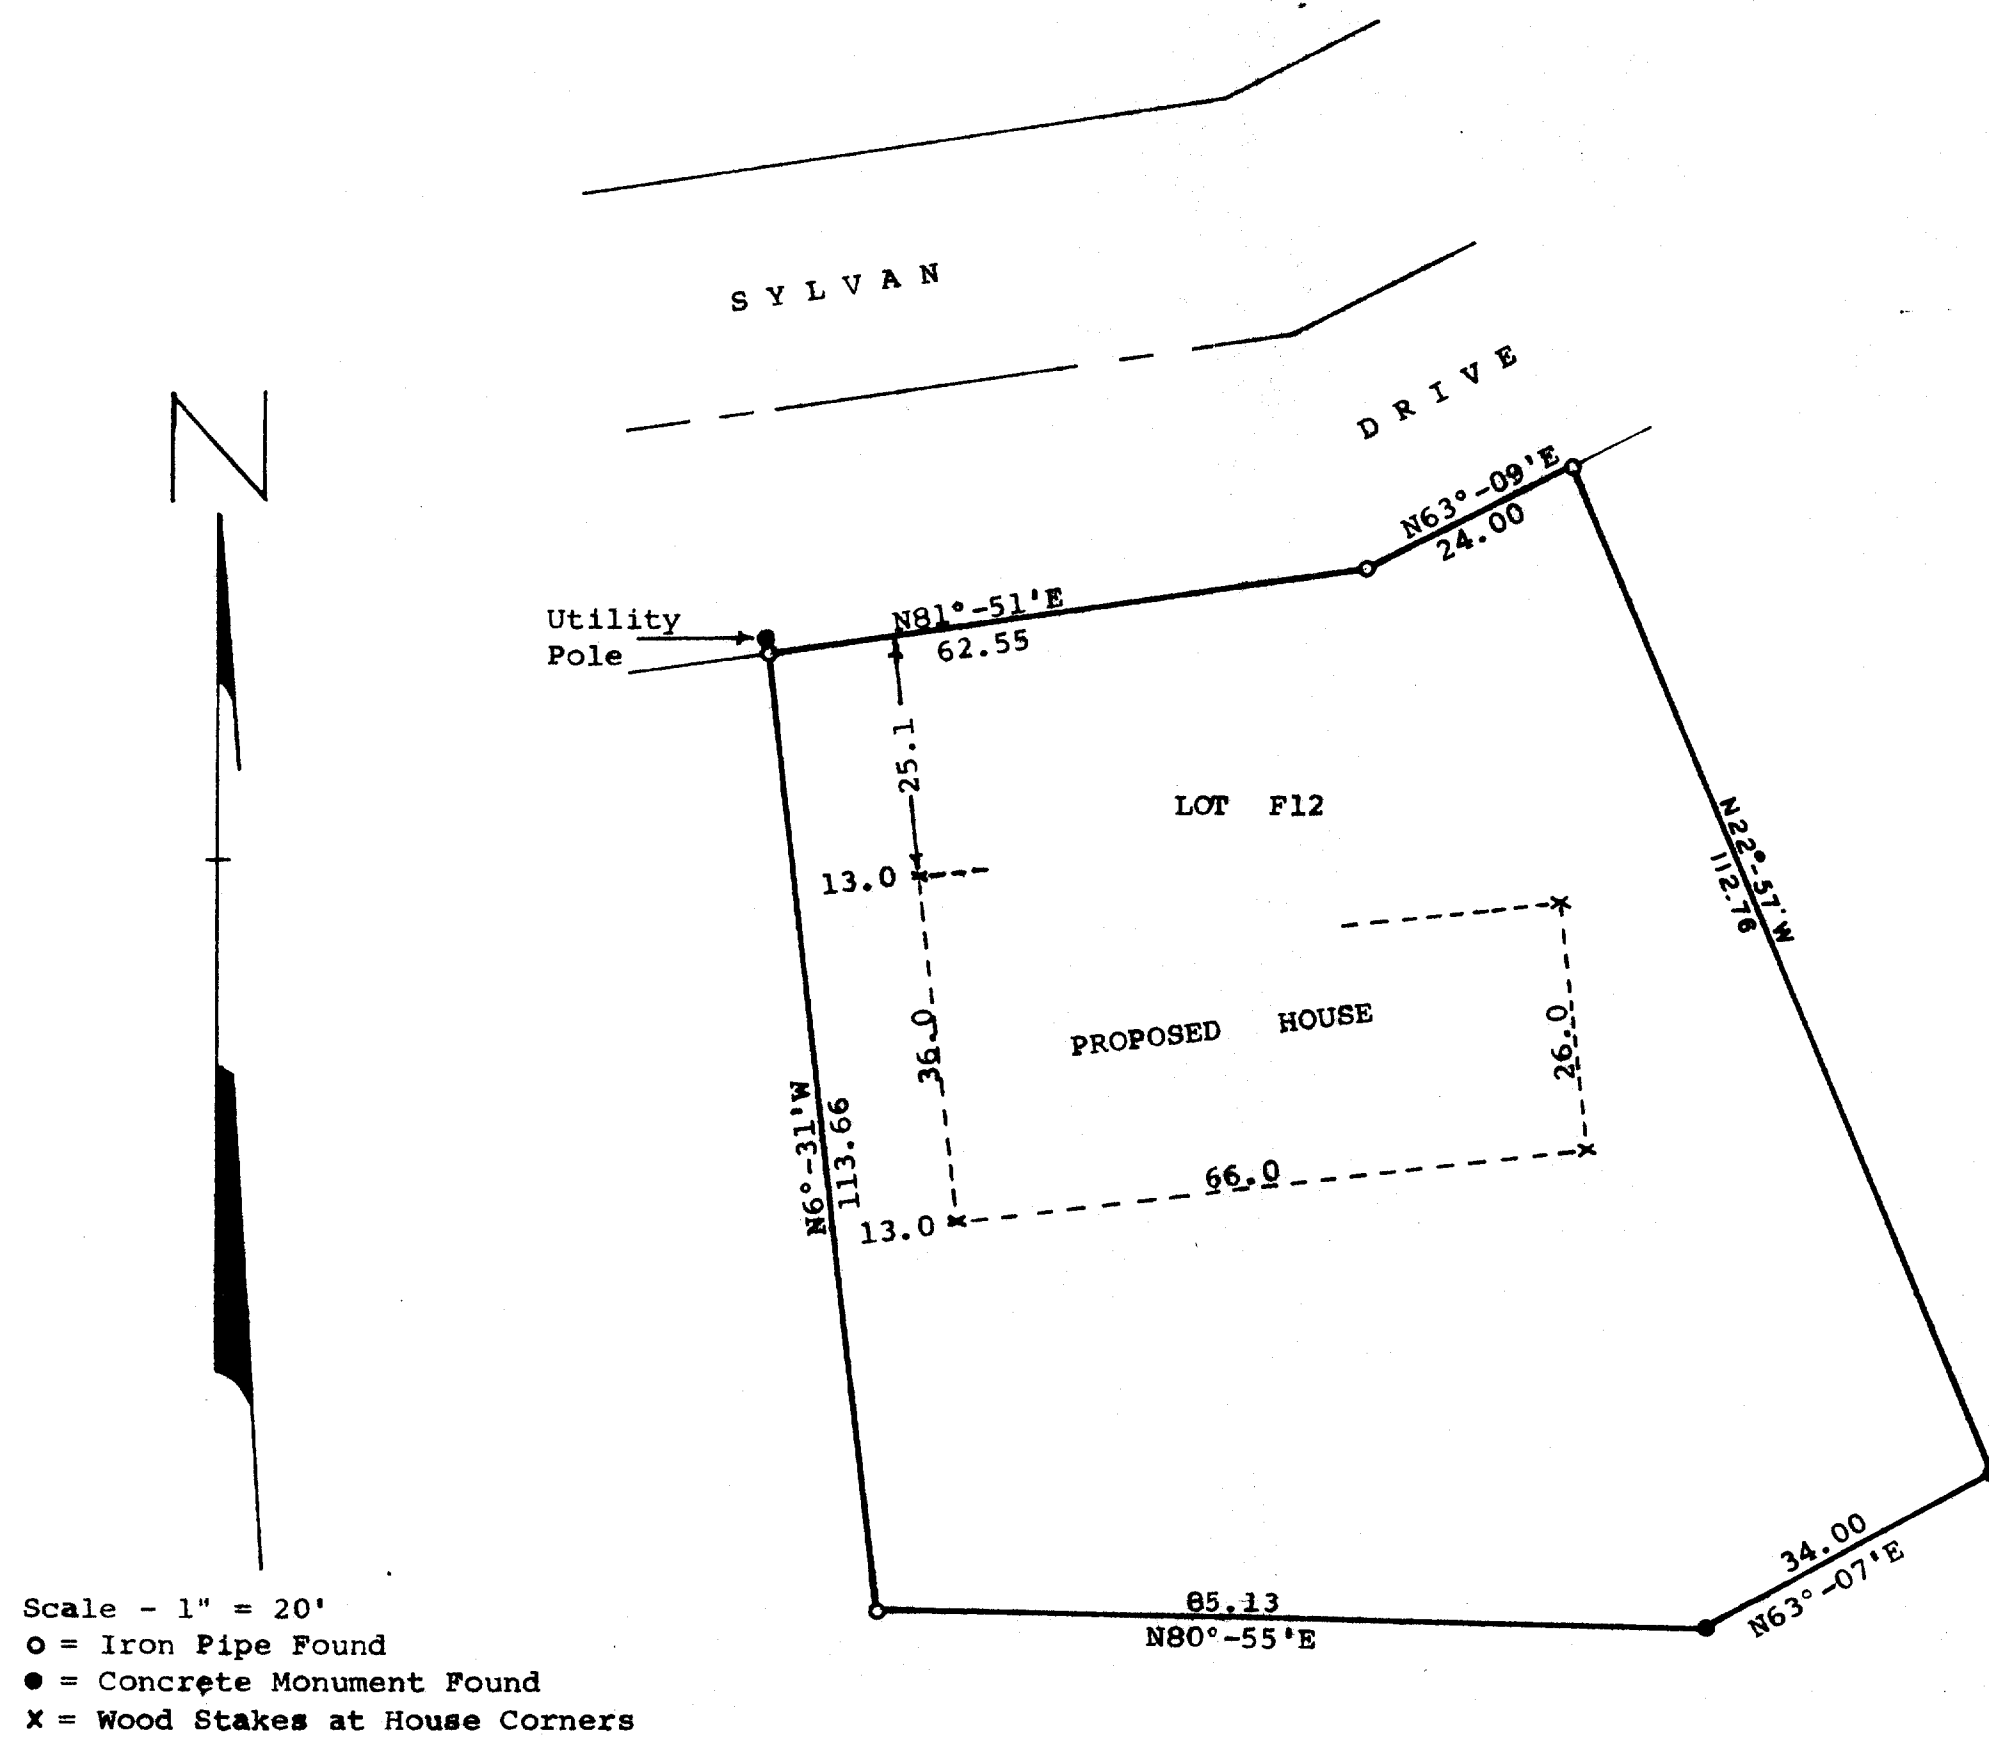 SYLVAN
DRIVE
N
N63°-09'E
24.00
Utility
Pole
N81°-51'E
62.55
25.1
LOT F12
N22°-57'W
112.76
13.0
36.0
PROPOSED HOUSE
26.0
N6°-31'W
113.66
66.0
13.0
34.00
N63°-07'E
85.13
N80°-55'E
Scale - 1" = 20'
o = Iron Pipe Found
● = Concrete Monument Found
x = Wood Stakes at House Corners